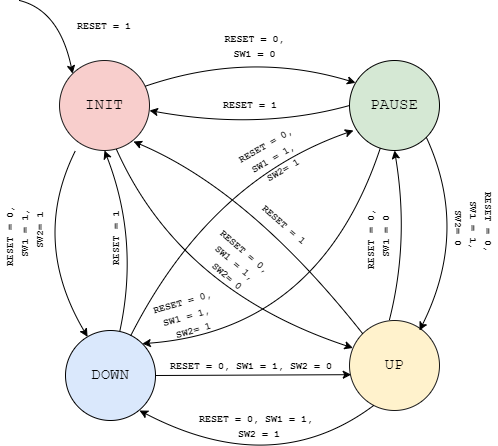 RESET = 1
RESET = 0,
SW1 = 0
INIT
RESET = 1
PAUSE
RESET = 0,
SW1 = 1,
SW2= 1
RESET = 0,
SW1 = 1,
SW2= 1
RESET = 1
RESET = 1
RESET = 0,
SW1 = 1,
SW2= 0
RESET = 0,
SW1 = 0
RESET = 0,
SW1 = 1,
SW2= 0
RESET = 0,
SW1 = 1,
SW2= 1
DOWN
RESET = 0, SW1 = 1, SW2 = 0
UP
RESET = 0, SW1 = 1,
SW2 = 1